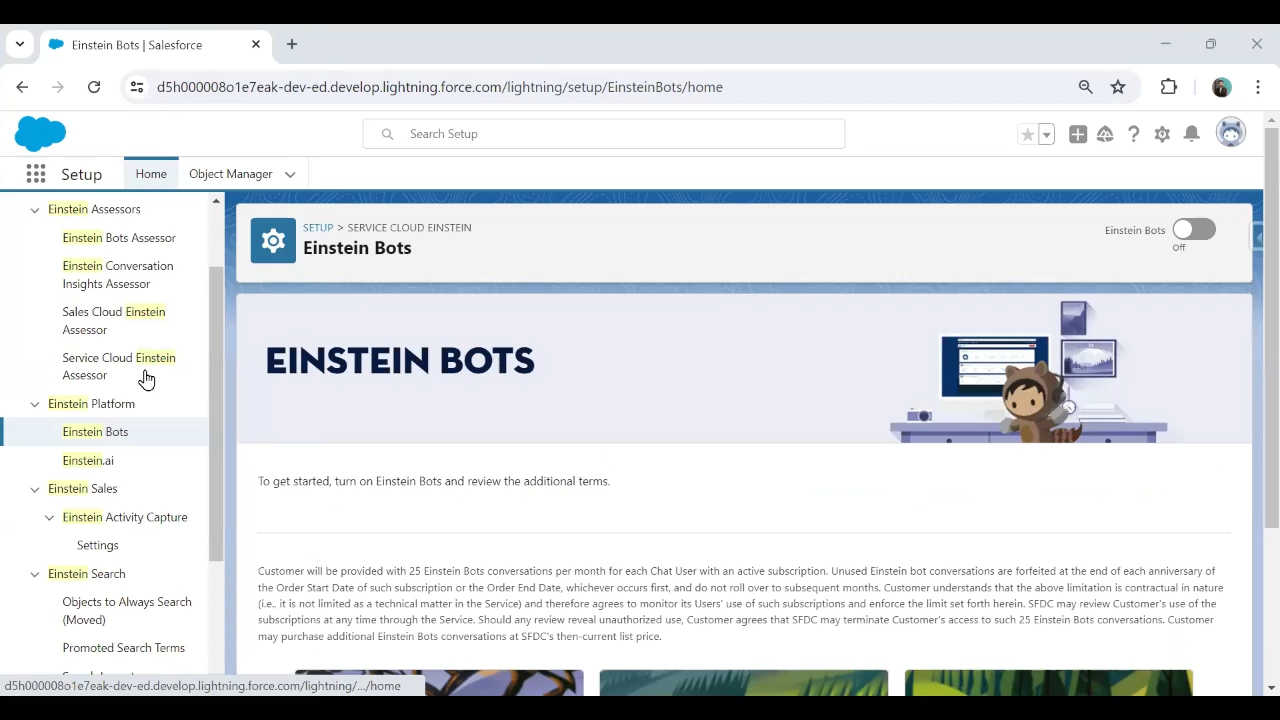 Einstein Bots | Salesforce
d5h000008o1e7eak-dev-ed.develop.lightning.force.com/lightning/setup/EinsteinBots/home
Search Setup
Setup
Home
Object Manager
Einstein Assessors
Einstein Bots Assessor
Einstein Conversation
Insights Assessor
Sales Cloud Einstein
Assessor
Service Cloud Einstein
Assessor
Einstein Platform
Einstein Bots
Einstein.ai
Einstein Sales
Einstein Activity Capture
Settings
Einstein Search
Objects to Always Search
(Moved)
Promoted Search Terms
SETUP > SERVICE CLOUD EINSTEIN
Einstein Bots
Einstein Bots
Off
EINSTEIN BOTS
To get started, turn on Einstein Bots and review the additional terms.
Customer will be provided with 25 Einstein Bots conversations per month for each Chat User with an active subscription. Unused Einstein bot conversations are forfeited at the end of each anniversary of
the Order Start Date of such subscription or the Order End Date, whichever occurs first, and do not roll over to subsequent months. Customer understands that the above limitation is contractual in nature
(i.e., it is not limited as a technical matter in the Service) and therefore agrees to monitor its Users' use of such subscriptions and enforce the limit set forth herein. SFDC may review Customer's use of the
subscriptions at any time through the Service. Should any review reveal unauthorized use, Customer agrees that SFDC may terminate Customer's access to such 25 Einstein Bots conversations. Customer
may purchase additional Einstein Bots conversations at SFDC's then-current list price.
d5h000008o1e7eak-dev-ed.develop.lightning.force.com/lightning/.../home